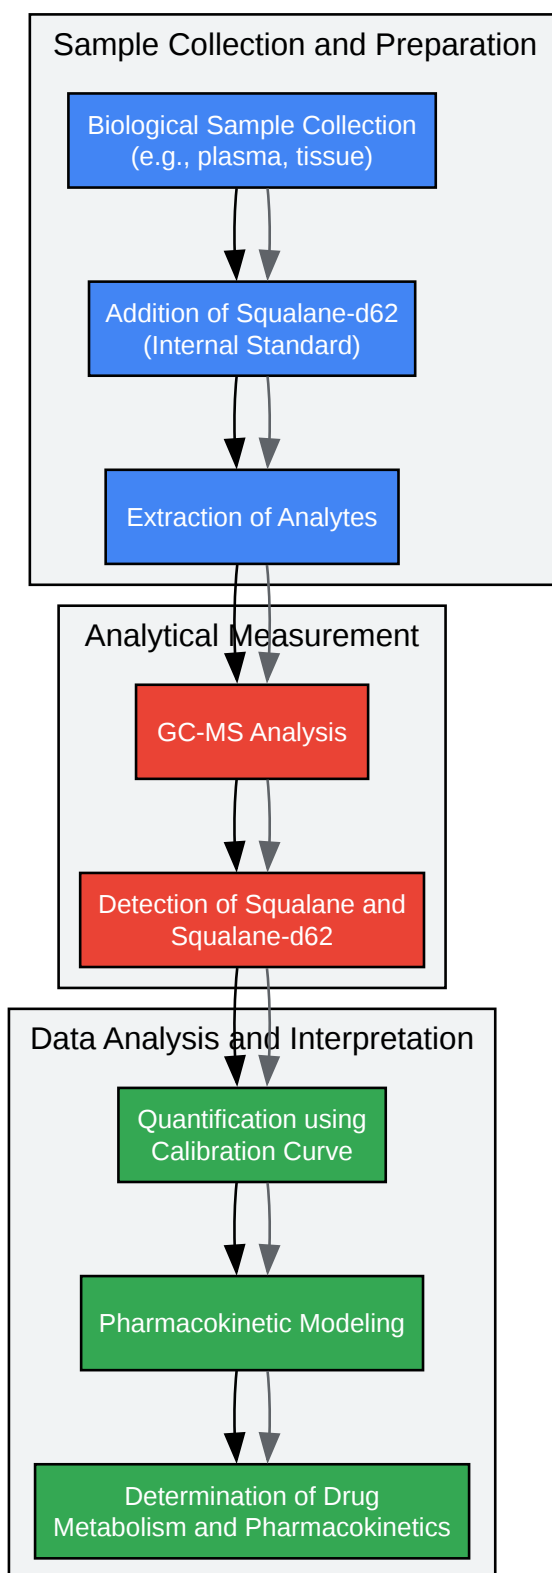 Sample Collection and Preparation
Biological Sample Collection
(e.g., plasma, tissue)
Addition of Squalane-d62
(Internal Standard)
Extraction of Analytes
Analytical Measurement
GC-MS Analysis
Detection of Squalane and
Squalane-d62
Data Analysis and Interpretation
Quantification using
Calibration Curve
Pharmacokinetic Modeling
Determination of Drug
Metabolism and Pharmacokinetics